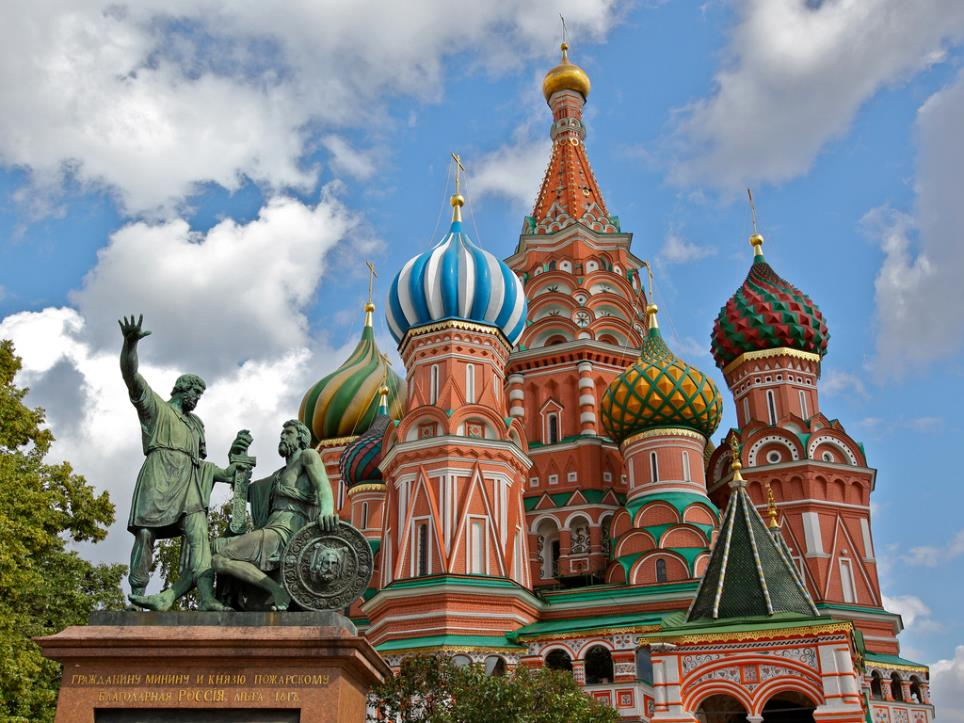 ГРАЖДАНИНУ МИНИНУ И КНЯЗЮ ПОЖАРСКОМУ
БЛАГОДАРНАЯ РОССІЯ. ЛѢТА 1818.